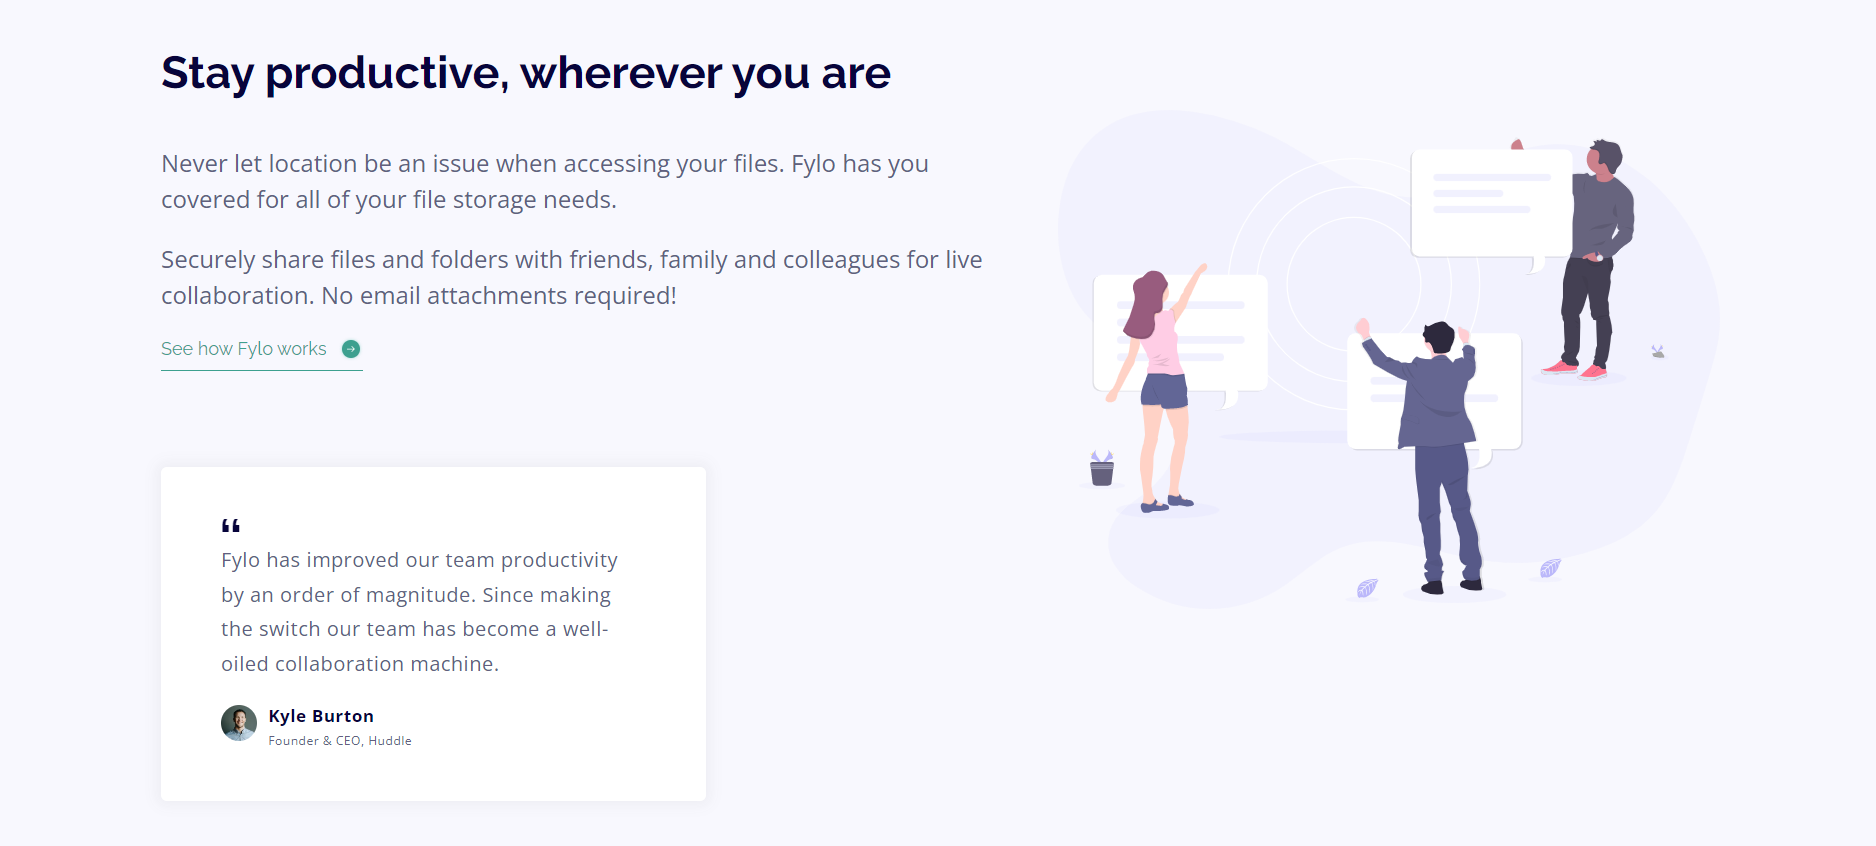 Stay productive, wherever you are
Never let location be an issue when accessing your files. Fylo has you
covered for all of your file storage needs.
Securely share files and folders with friends, family and colleagues for live
collaboration. No email attachments required!
See how Fylo works
“
Fylo has improved our team productivity
by an order of magnitude. Since making
the switch our team has become a well-
oiled collaboration machine.
Kyle Burton
Founder & CEO, Huddle